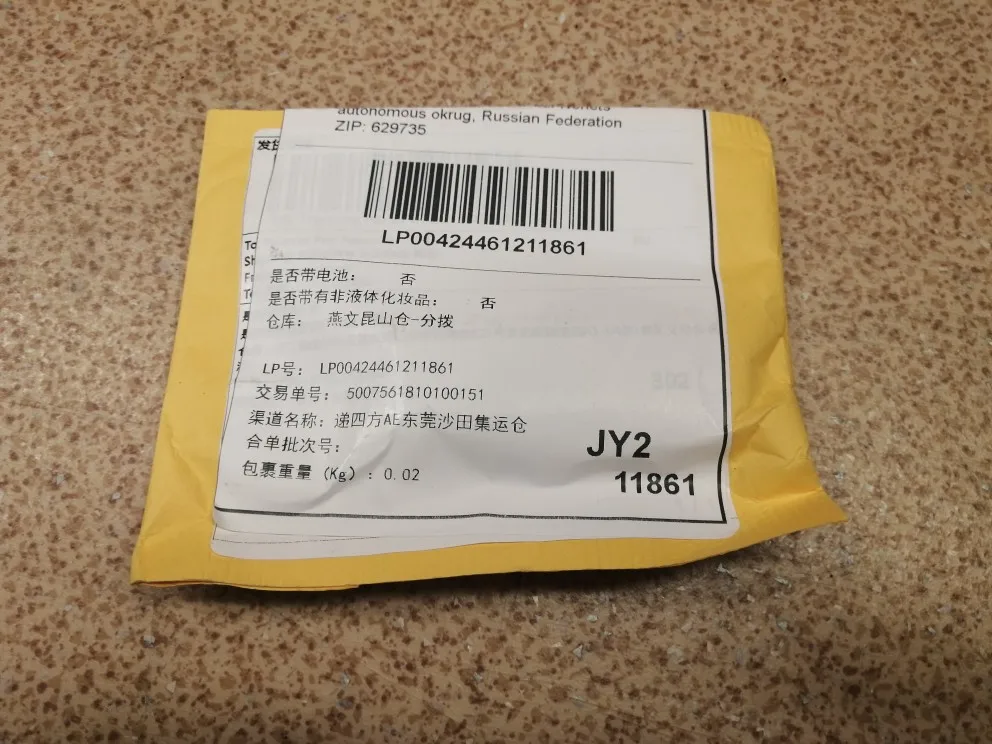 autonomous okrug, Russian Federation
ZIP: 629735
LP00424461211861
是否带电池： 否
是否带有非液体化妆品： 否
仓库： 燕文昆山仓-分拨
LP号： LP00424461211861
交易单号： 5007561810100151
渠道名称：递四方AE东莞沙田集运仓
合单批次号：
包裹重量（Kg）：0.02
JY2
11861